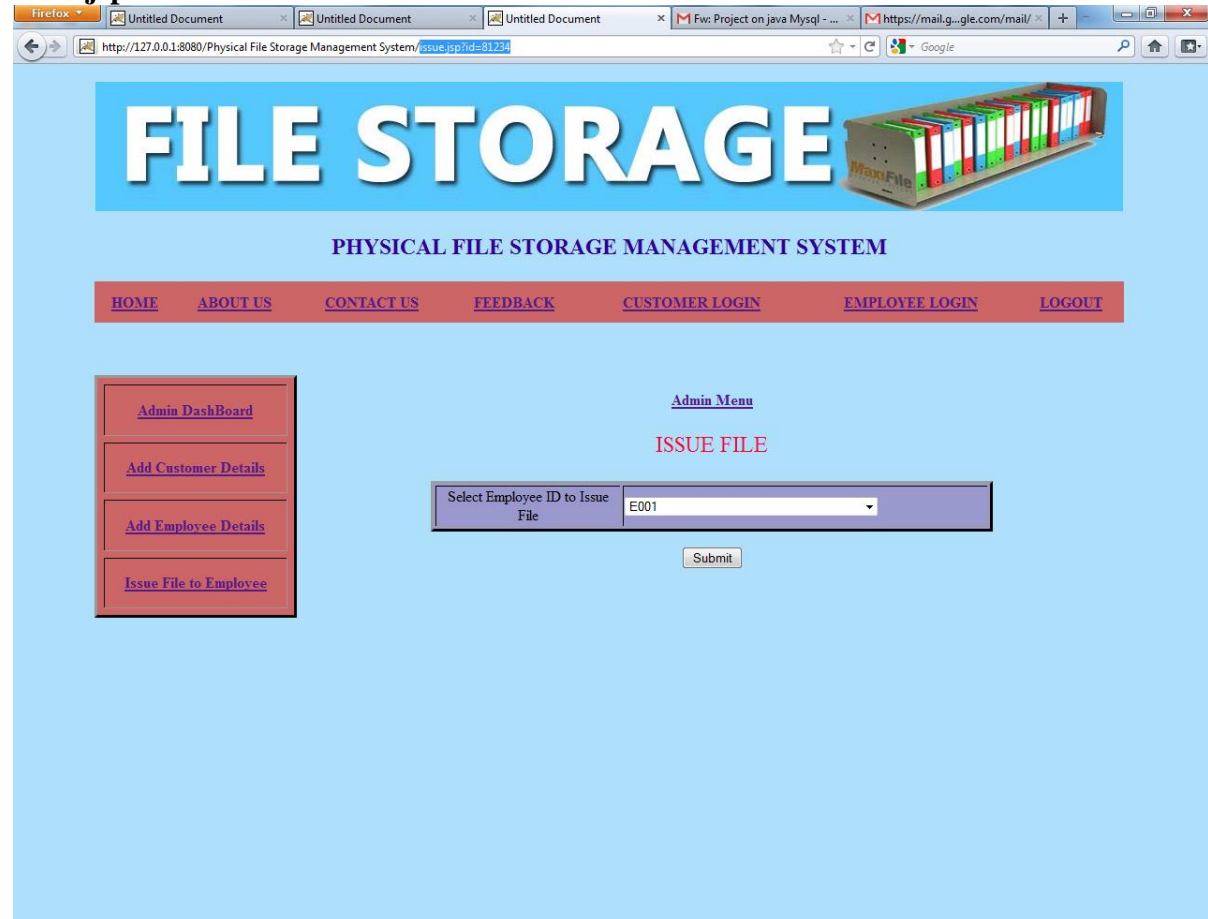 Firefox
Untitled Document
Untitled Document
Untitled Document
Fw: Project on java Mysql - ...
https://mail.g...gle.com/mail/
http://127.0.0.1:8080/Physical File Storage Management System/issue.jsp?id=81234
Google
FILE STORAGE
MaxiFile
PHYSICAL FILE STORAGE MANAGEMENT SYSTEM
HOME ABOUT US CONTACT US FEEDBACK CUSTOMER LOGIN EMPLOYEE LOGIN LOGOUT
Admin DashBoard
Add Customer Details
Add Employee Details
Issue File to Employee
Admin Menu
ISSUE FILE
Select Employee ID to Issue
File
E001
Submit